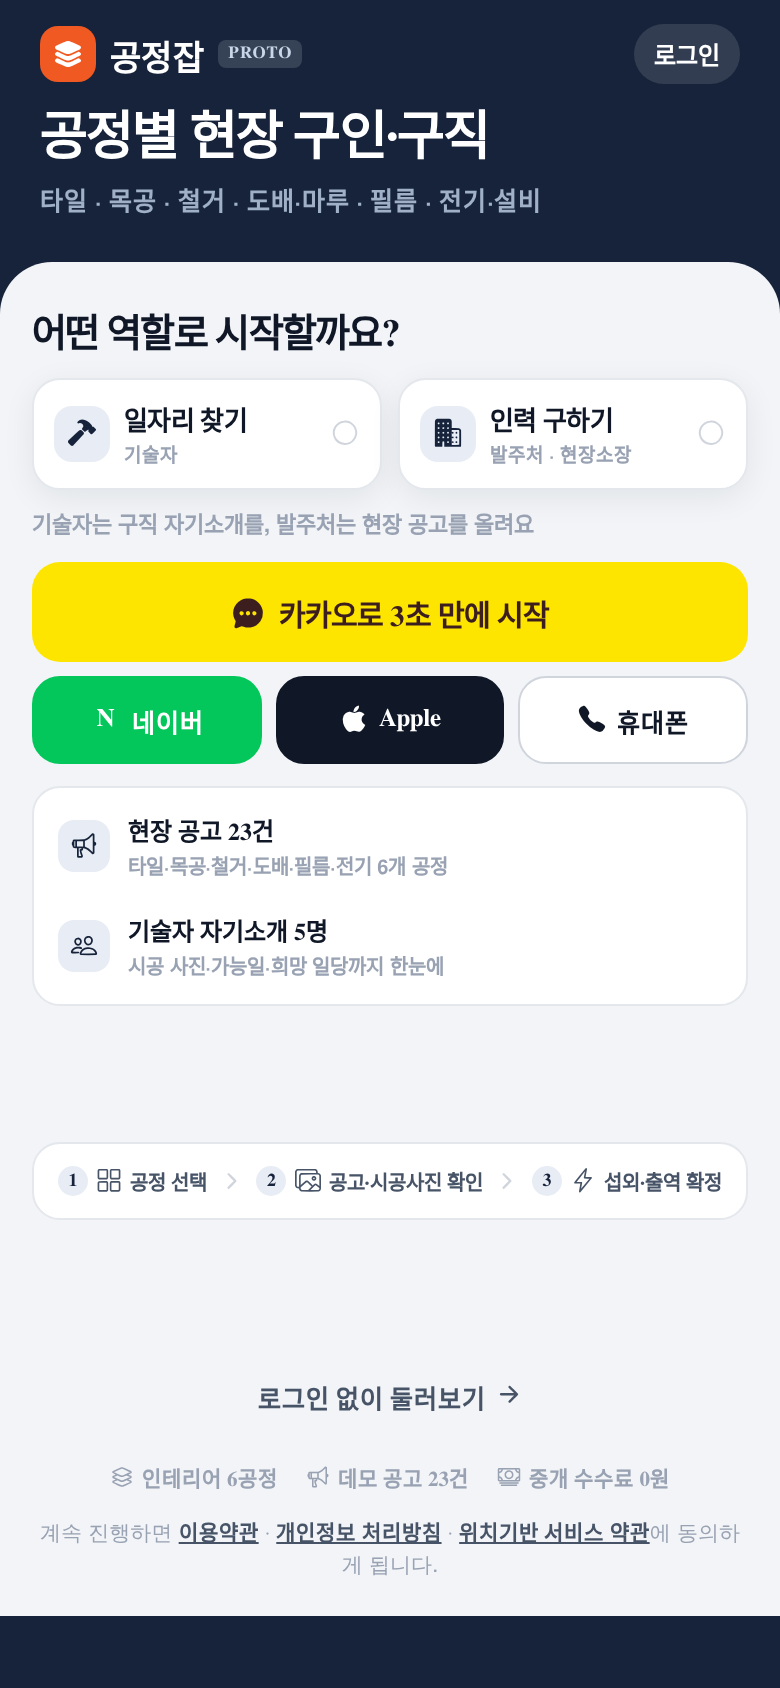 공정잡 PROTO
로그인
공정별 현장 구인·구직
타일 · 목공 · 철거 · 도배·마루 · 필름 · 전기·설비
어떤 역할로 시작할까요?
일자리 찾기
기술자
인력 구하기
발주처 · 현장소장
기술자는 구직 자기소개를, 발주처는 현장 공고를 올려요
카카오로 3초 만에 시작
N 네이버
Apple
휴대폰
현장 공고 23건
타일·목공·철거·도배·필름·전기 6개 공정
기술자 자기소개 5명
시공 사진·가능일·희망 일당까지 한눈에
1 공정 선택 2 공고·시공사진 확인 3 섭외·출역 확정
로그인 없이 둘러보기
인테리어 6공정 데모 공고 23건 중개 수수료 0원
계속 진행하면 이용약관 · 개인정보 처리방침 · 위치기반 서비스 약관에 동의하
게 됩니다.